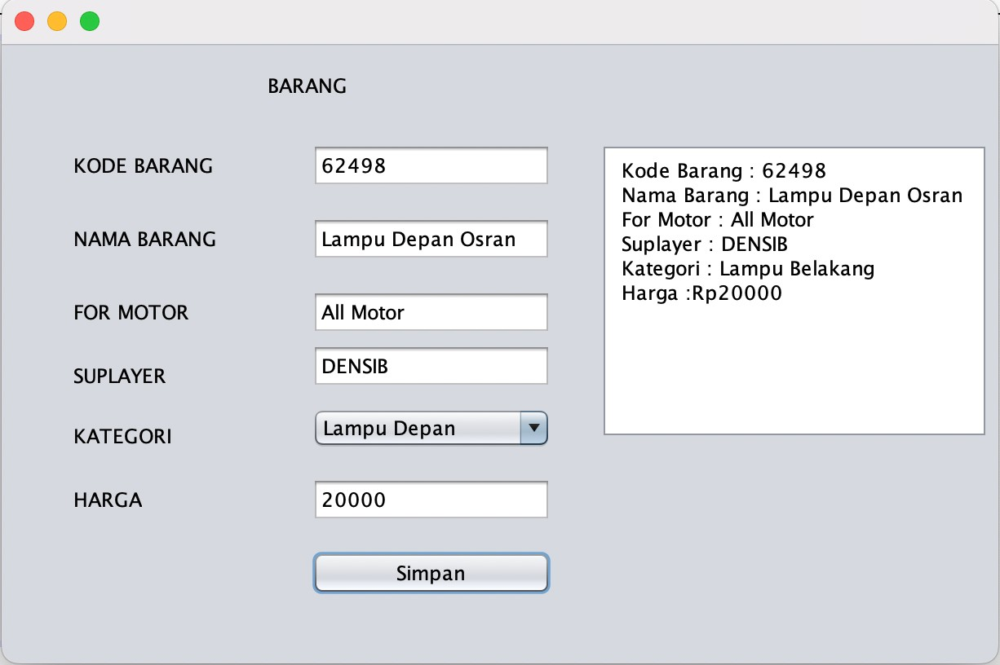 BARANG
KODE BARANG
62498
NAMA BARANG
Lampu Depan Osran
FOR MOTOR
All Motor
SUPLAYER
DENSIB
KATEGORI
Lampu Depan
HARGA
20000
Simpan
Kode Barang : 62498
Nama Barang : Lampu Depan Osran
For Motor : All Motor
Suplayer : DENSIB
Kategori : Lampu Belakang
Harga :Rp20000